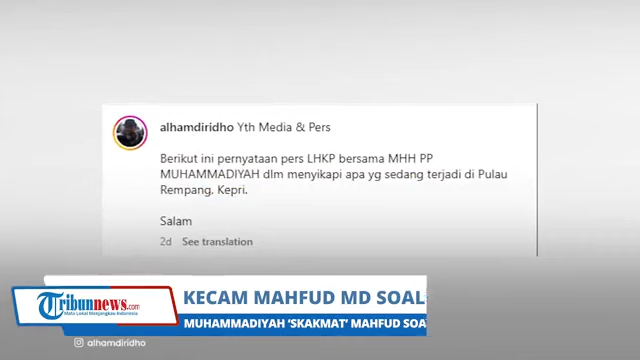 alhamdiridho Yth Media & Pers
Berikut ini pernyataan pers LHKP bersama MHH PP
MUHAMMADIYAH dlm menyikapi apa yg sedang terjadi di Pulau
Rempang, Kepri.
Salam
2d See translation
Tribunnews.com
Mata Lokal Menjangkau Indonesia
KECAM MAHFUD MD SOAL
MUHAMMADIYAH ‘SKAKMAT’ MAHFUD SOA
alhamdiridho